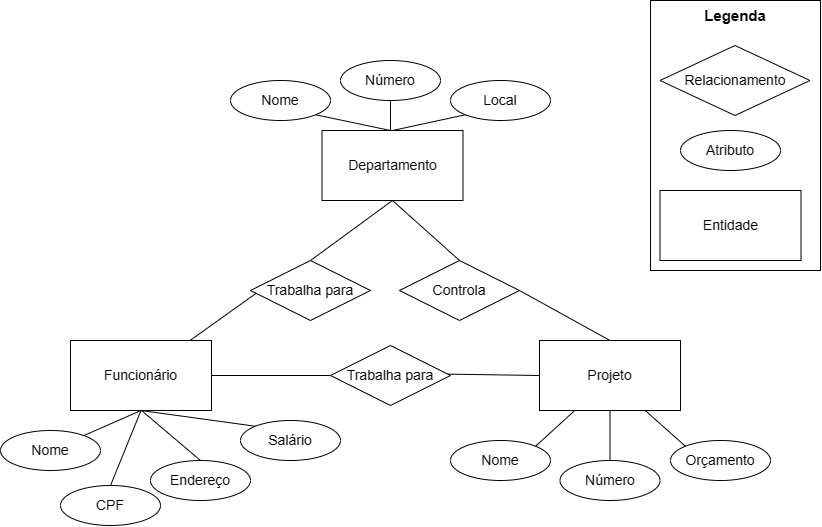 Legenda
Relacionamento
Atributo
Entidade
Nome
Número
Local
Departamento
Trabalha para
Controla
Funcionário
Trabalha para
Projeto
Nome
CPF
Endereço
Salário
Nome
Número
Orçamento